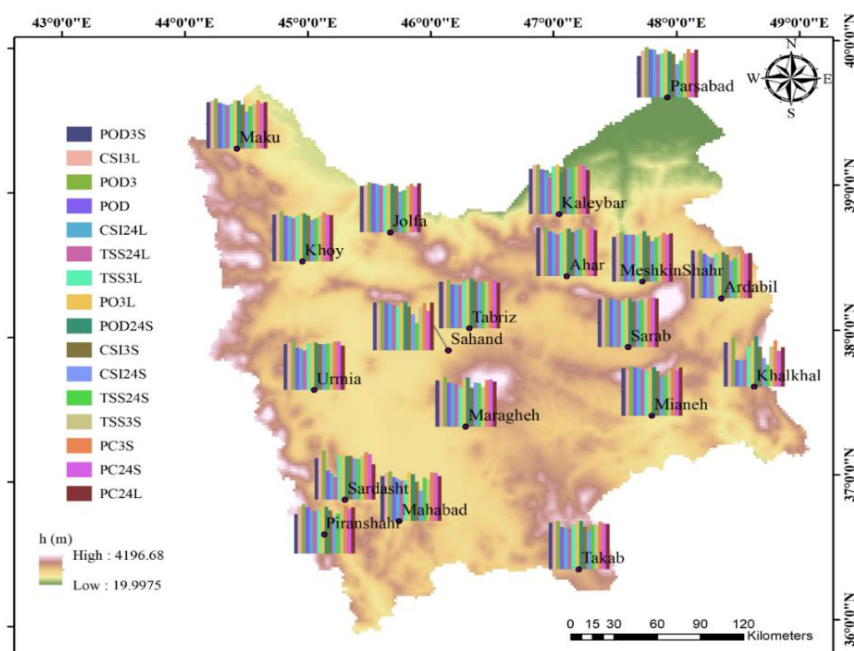 43°0'0"E 44°0'0"E 45°0'0"E 46°0'0"E 47°0'0"E 48°0'0"E 49°0'0"E
40°0'0"N
N
W E
S
Parsabad
POD3S
CSI3L
POD3
POD
CSI24L
TSS24L
TSS3L
PO3L
POD24S
CSI3S
CSI24S
TSS24S
TSS3S
PC3S
PC24S
PC24L
Maku
39°0'0"N
Kaleybar
Jolfa
Khoy
Ahar
MeshkinShahr
Ardabil
Tabriz
38°0'0"N
Sarab
Sahand
Urmia
Khalkhal
Maragheh
Mianeh
37°0'0"N
Sardasht
Mahabad
Piranshahr
Takab
h (m)
High : 4196.68
Low : 19.9975
36°0'0"N
0 15 30 60 90 120
Kilometers